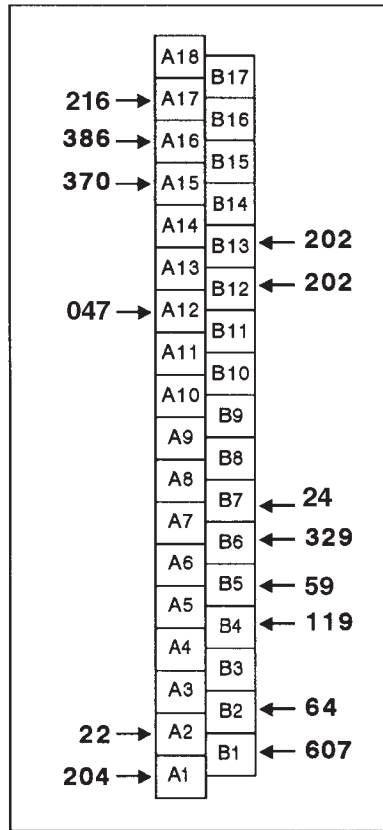 A18
B17
216 → A17
B16
386 → A16
B15
370 → A15
B14
A14
B13 ← 202
A13
B12 ← 202
047 → A12
B11
A11
B10
A10
B9
A9
B8
A8
B7 ← 24
A7
B6 ← 329
A6
B5 ← 59
A5
B4 ← 119
A4
B3
A3
B2 ← 64
22 → A2
B1 ← 607
204 → A1